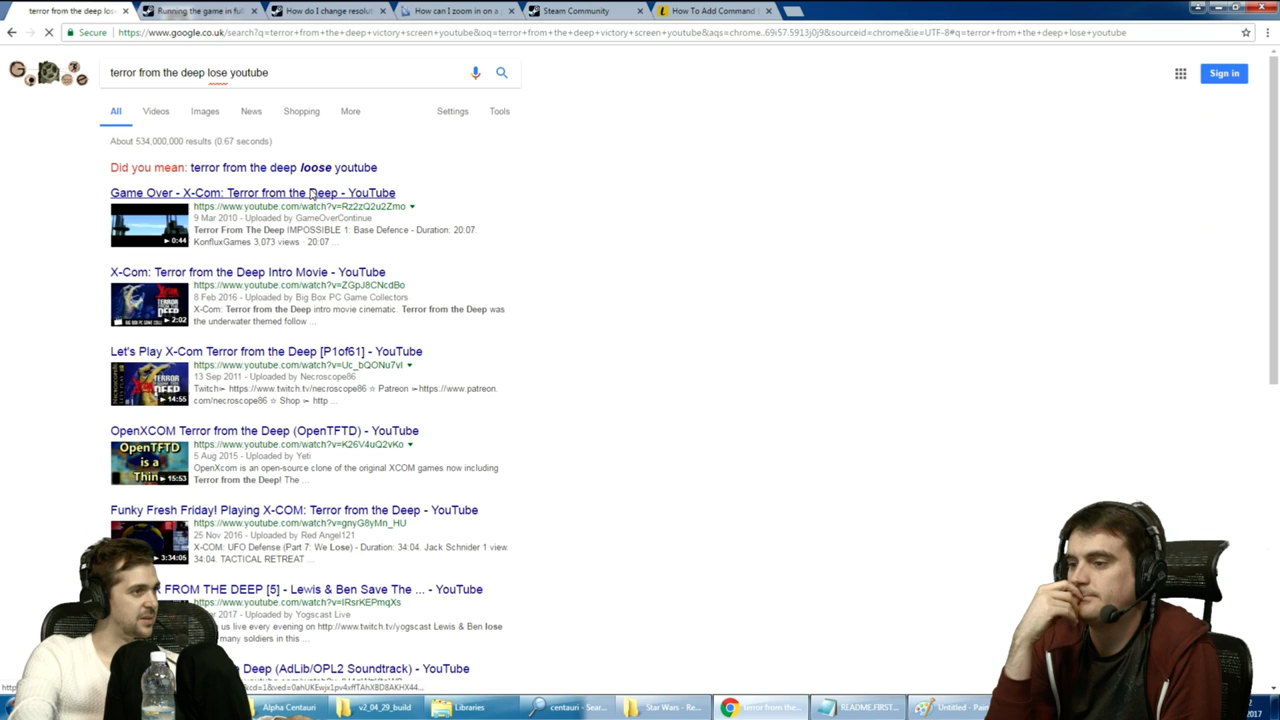 terror from the deep los
Running the game in ful
How do I change resolu
How can I zoom in on a
Steam Community
How To Add Command
Secure
https://www.google.co.uk/search?q=terror+from+the+deep+victory+screen+youtube&oq=terror+from+the+deep+victory+screen+youtube&aqs=chrome..69i57.5913j0j9&sourceid=chrome&ie=UTF-8#q=terror+from+the+deep+lose+youtube
terror from the deep lose youtube
Sign in
All Videos Images News Shopping More Settings Tools
About 534,000,000 results (0.67 seconds)
Did you mean: terror from the deep loose youtube
Game Over - X-Com: Terror from the Deep - YouTube
https://www.youtube.com/watch?v=Rz2zQ2u2Zmo
0:44
9 Mar 2010 - Uploaded by GameOverContinue
Terror From The Deep IMPOSSIBLE 1: Base Defence - Duration: 20:07.
KonfluxGames 3,073 views · 20:07 ...
X-Com: Terror from the Deep Intro Movie - YouTube
https://www.youtube.com/watch?v=ZGpJ8CNcdBo
2:02
8 Feb 2016 - Uploaded by Big Box PC Game Collectors
X-Com: Terror from the Deep intro movie cinematic. Terror from the Deep was
the underwater themed follow ...
Let's Play X-Com Terror from the Deep [P1of61] - YouTube
https://www.youtube.com/watch?v=Uc_bQONu7vI
14:55
13 Sep 2011 - Uploaded by Necroscope86
Twitch➢ https://www.twitch.tv/necroscope86 ☆ Patreon ➢https://www.patreon.
com/necroscope86 ☆ Shop ➢ http ...
OpenXCOM Terror from the Deep (OpenTFTD) - YouTube
https://www.youtube.com/watch?v=K26V4uQ2vKo
OpenTFTD
is a
Thin
15:53
5 Aug 2015 - Uploaded by Yeti
OpenXcom is an open-source clone of the original XCOM games now including
Terror from the Deep! The ...
Funky Fresh Friday! Playing X-COM: Terror from the Deep - YouTube
https://www.youtube.com/watch?v=gnyG8yMn_HU
3:34:05
25 Nov 2016 - Uploaded by Red Angel121
X-COM: UFO Defense (Part 7: We Lose) - Duration: 34:04. Jack Schnider 1 view.
34:04. TACTICAL RETREAT ...
FROM THE DEEP [5] - Lewis & Ben Save The ... - YouTube
https://www.youtube.com/watch?v=IRsrKEPmqXs
2017 - Uploaded by Yogscast Live
us live every evening on http://www.twitch.tv/yogscast Lewis & Ben lose
many soldiers in this ...
Deep (AdLib/OPL2 Soundtrack) - YouTube
Alpha Centauri
v2_04_29_build
Libraries
centauri - Sear...
Star Wars - Re...
terror from the...
README.FIRST...
Untitled - Pain
2017